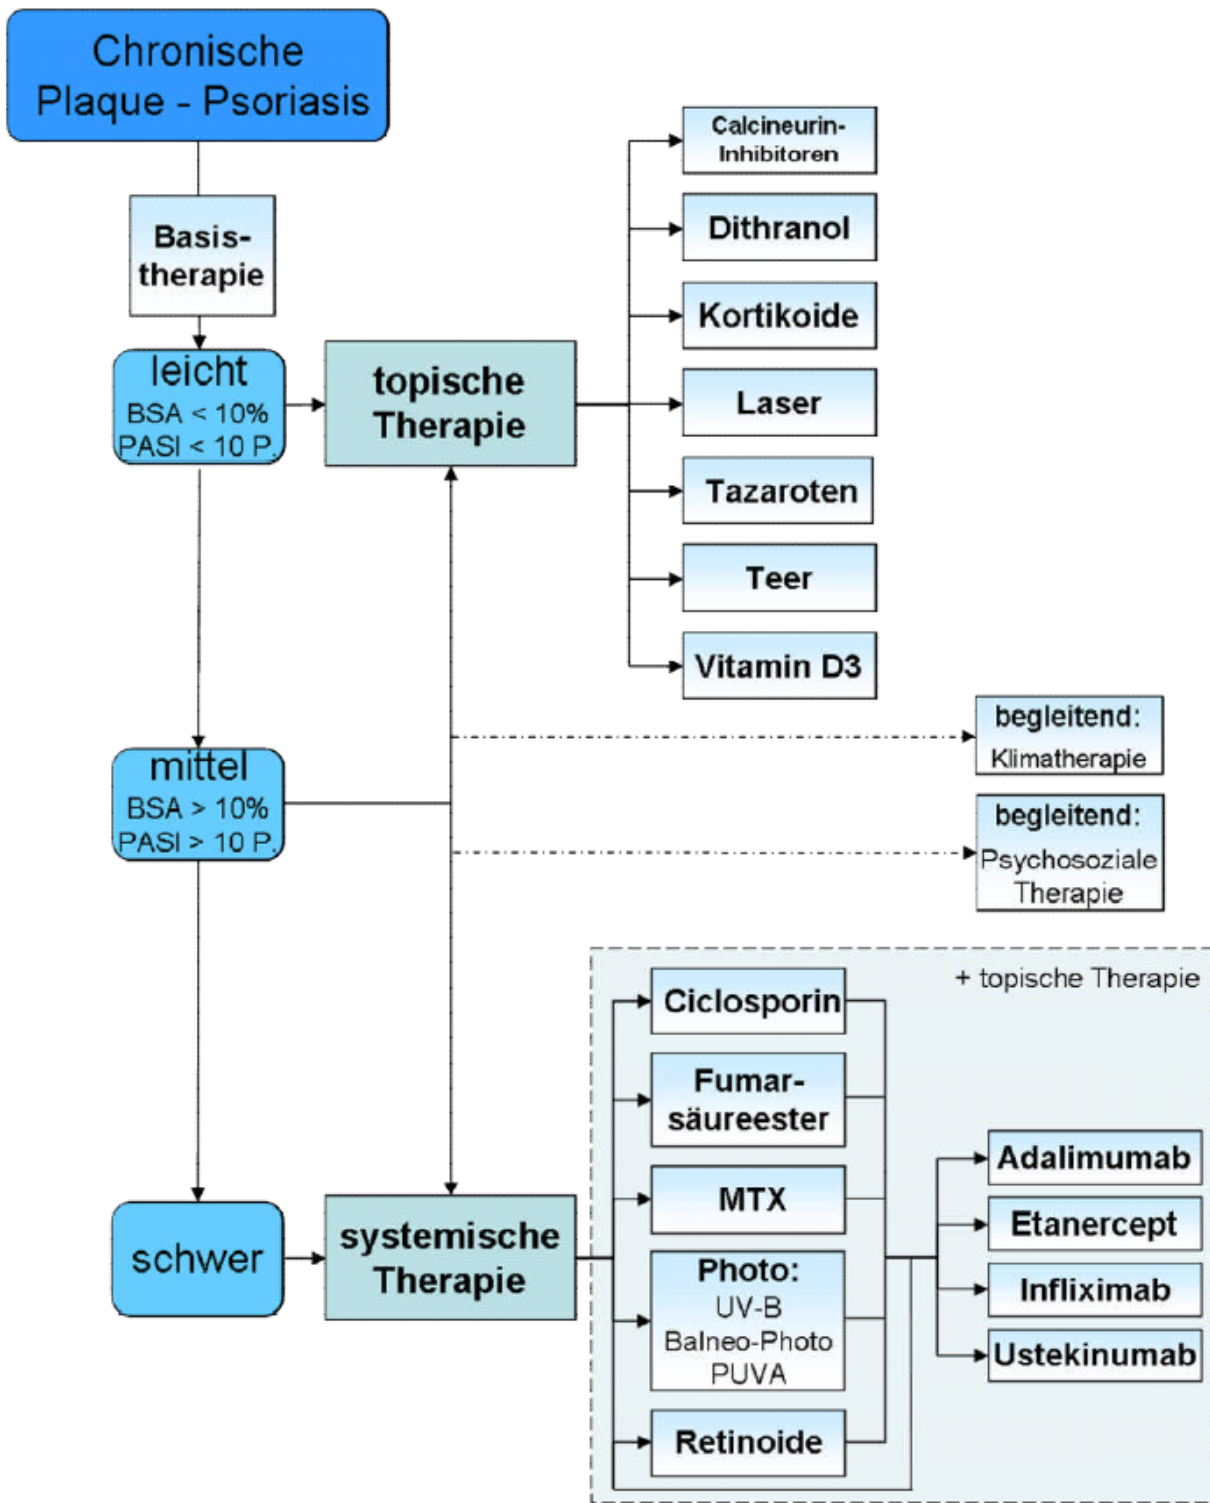 Chronische
Plaque - Psoriasis
Basis-
therapie
leicht
BSA < 10%
PASI < 10 P.
topische
Therapie
Calcineurin-
Inhibitoren
Dithranol
Kortikoide
Laser
Tazaroten
Teer
Vitamin D3
begleitend:
Klimatherapie
mittel
BSA > 10%
PASI > 10 P.
begleitend:
Psychosoziale
Therapie
+ topische Therapie
schwer
systemische
Therapie
Ciclosporin
Fumar-
säureester
MTX
Photo:
UV-B
Balneo-Photo
PUVA
Retinoide
Adalimumab
Etanercept
Infliximab
Ustekinumab